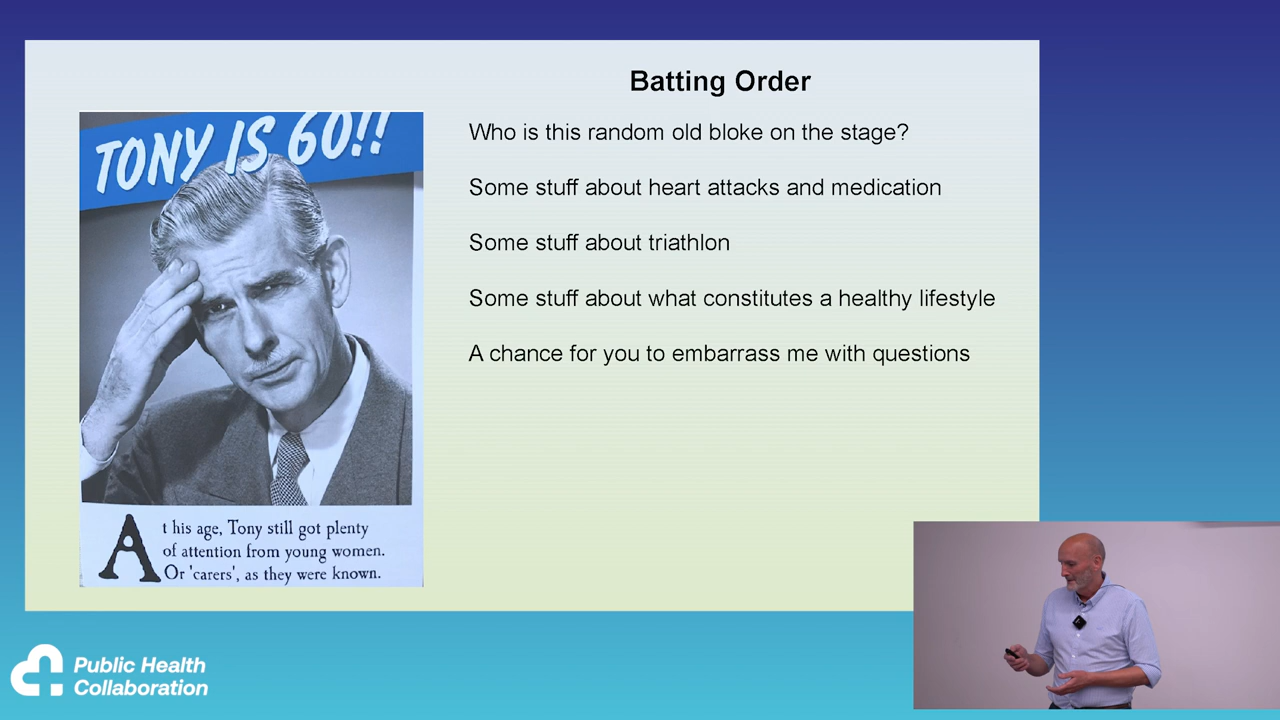 Batting Order
TONY IS 60!!
Who is this random old bloke on the stage?
Some stuff about heart attacks and medication
Some stuff about triathlon
Some stuff about what constitutes a healthy lifestyle
A chance for you to embarrass me with questions
At his age, Tony still got plenty
of attention from young women.
Or 'carers', as they were known.
Public Health
Collaboration